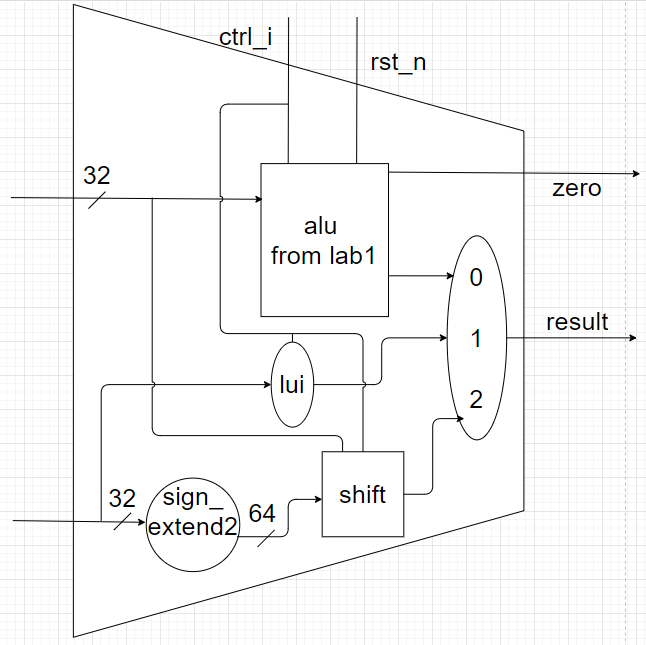 ctrl_i
rst_n
32
zero
alu
from lab1
0
result
1
lui
2
32
sign_
extend2
64
shift